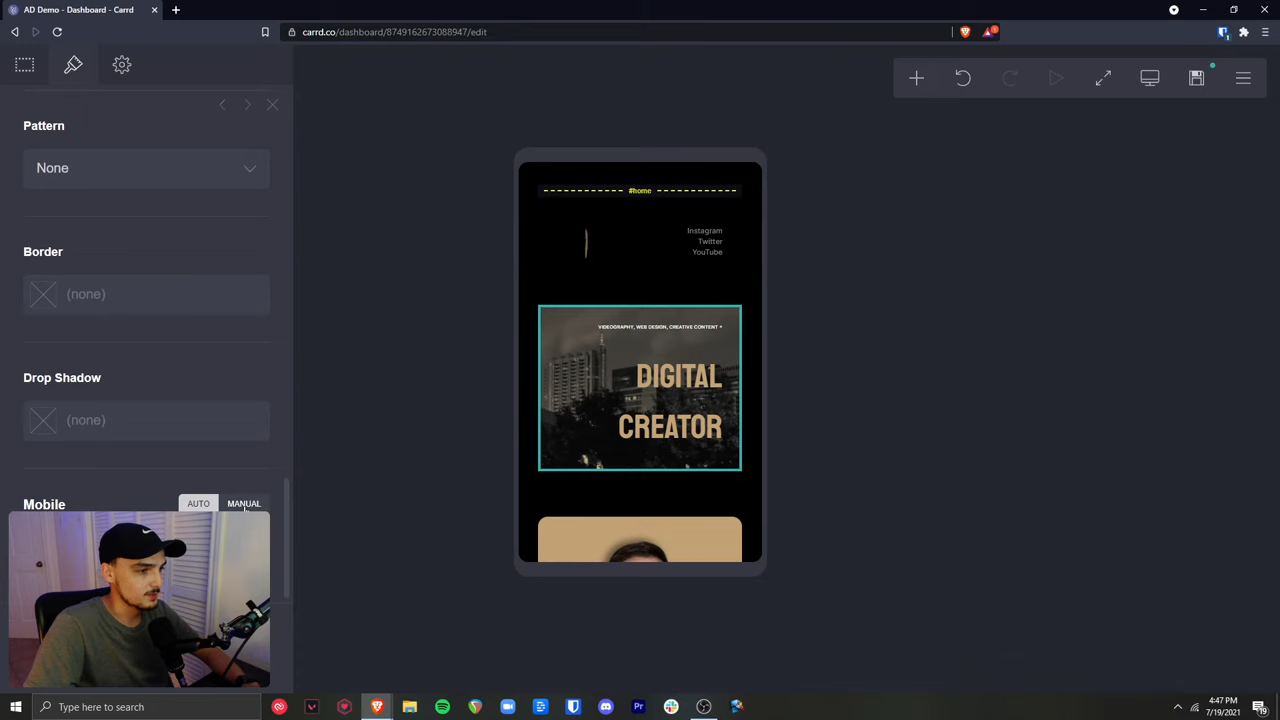 AD Demo - Dashboard - Carrd
carrd.co/dashboard/8749162673088947/edit
Pattern
None
Border
(none)
Drop Shadow
(none)
Mobile
AUTO
MANUAL
#home
Instagram
Twitter
YouTube
VIDEOGRAPHY, WEB DESIGN, CREATIVE CONTENT +
DIGITAL
CREATOR
Type here to search
Pr
4:47 PM
7/19/2021